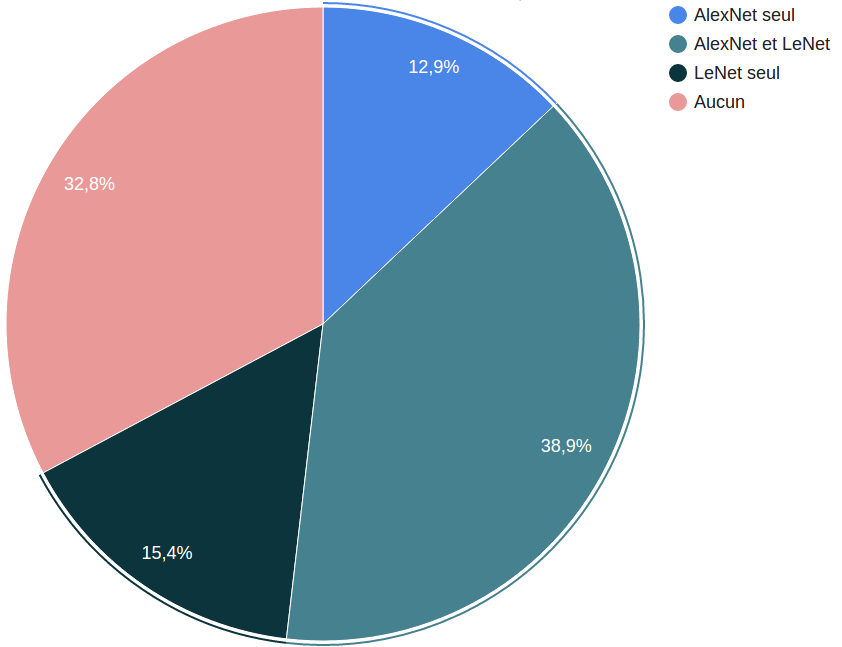 AlexNet seul
AlexNet et LeNet
LeNet seul
Aucun
12,9%
32,8%
38,9%
15,4%